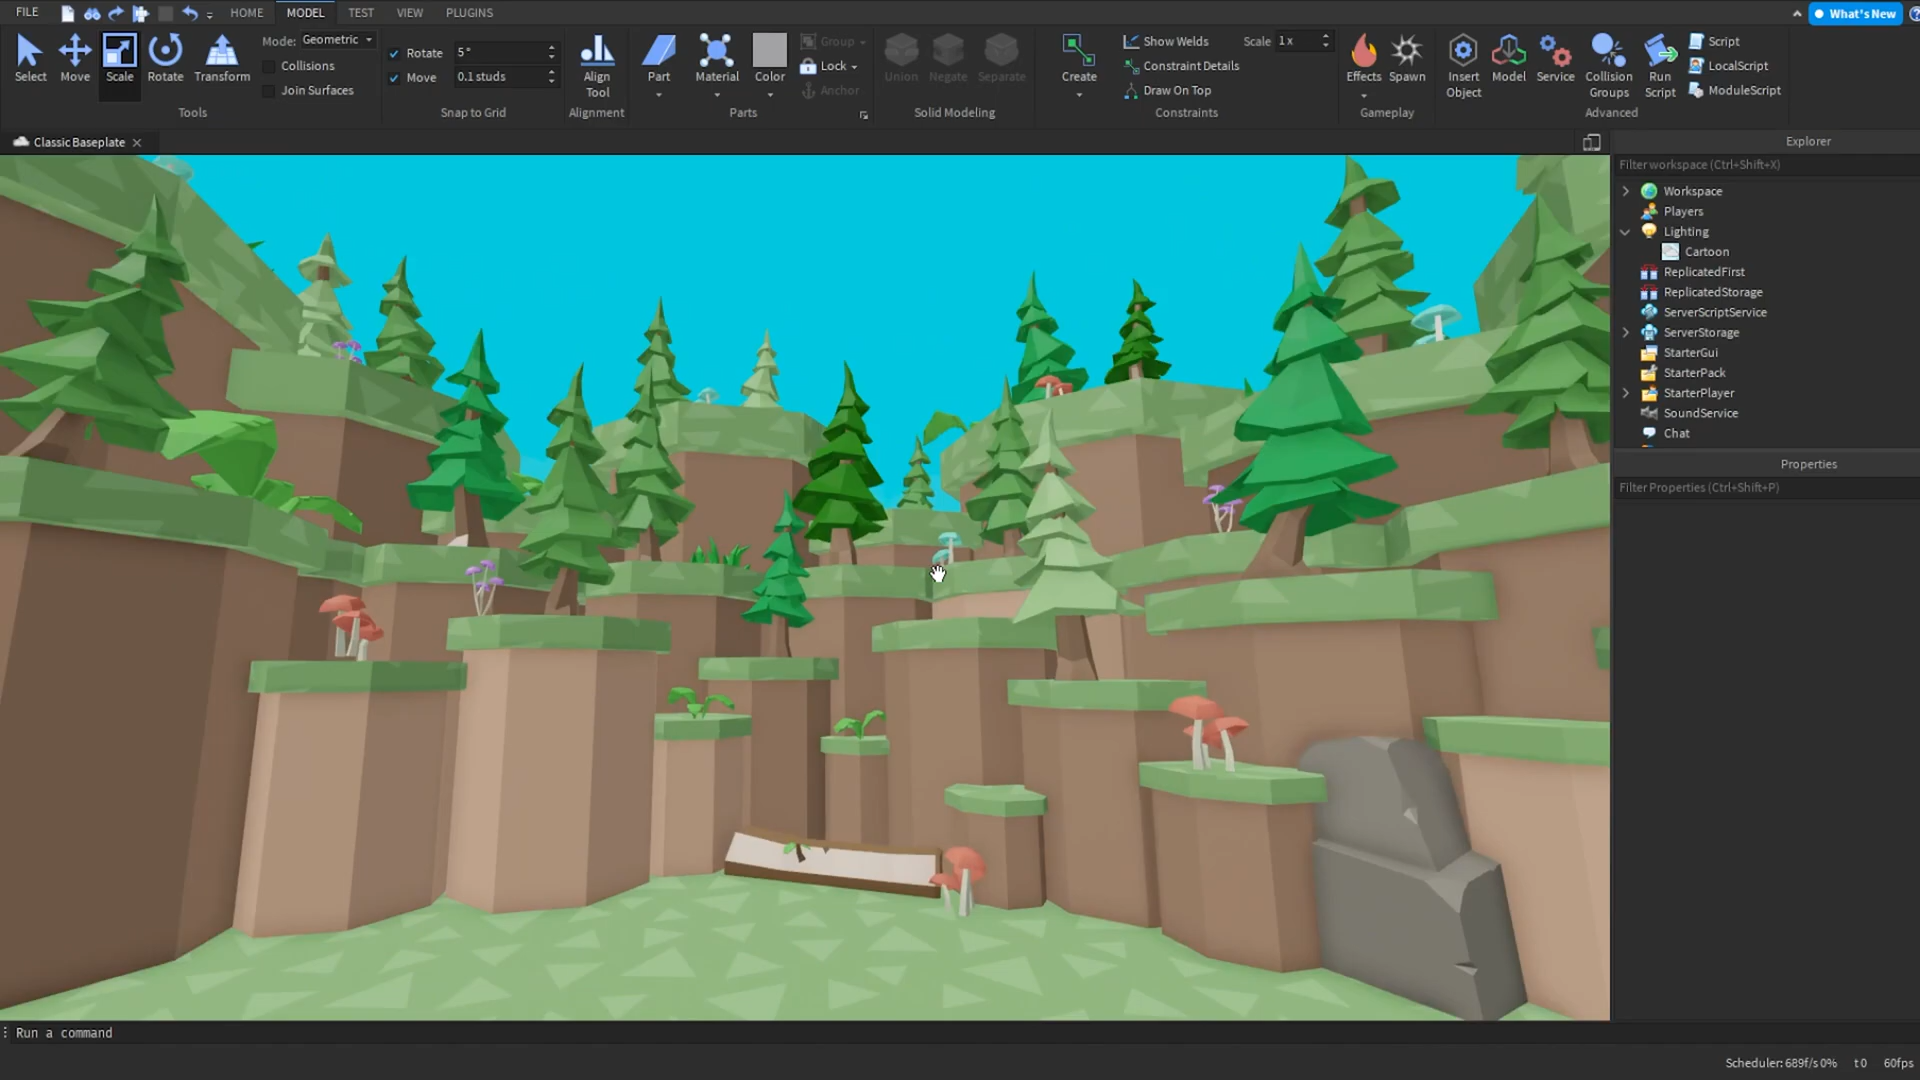 FILE
HOME
MODEL
TEST
VIEW
PLUGINS
What's New
Select
Move
Scale
Rotate
Transform
Mode: Geometric
Collisions
Join Surfaces
Tools
Rotate 5°
Move 0.1 studs
Snap to Grid
Align
Tool
Alignment
Part
Material
Color
Group
Lock
Anchor
Parts
Union
Negate
Separate
Solid Modeling
Create
Show Welds
Constraint Details
Draw On Top
Scale 1x
Constraints
Effects
Spawn
Gameplay
Insert
Object
Model
Service
Collision
Groups
Run
Script
Script
LocalScript
ModuleScript
Advanced
Classic Baseplate
Explorer
Filter workspace (Ctrl+Shift+X)
Workspace
Players
Lighting
Cartoon
ReplicatedFirst
ReplicatedStorage
ServerScriptService
ServerStorage
StarterGui
StarterPack
StarterPlayer
SoundService
Chat
Properties
Filter Properties (Ctrl+Shift+P)
Run a command
Scheduler: 689f/s 0% t 0 60fps